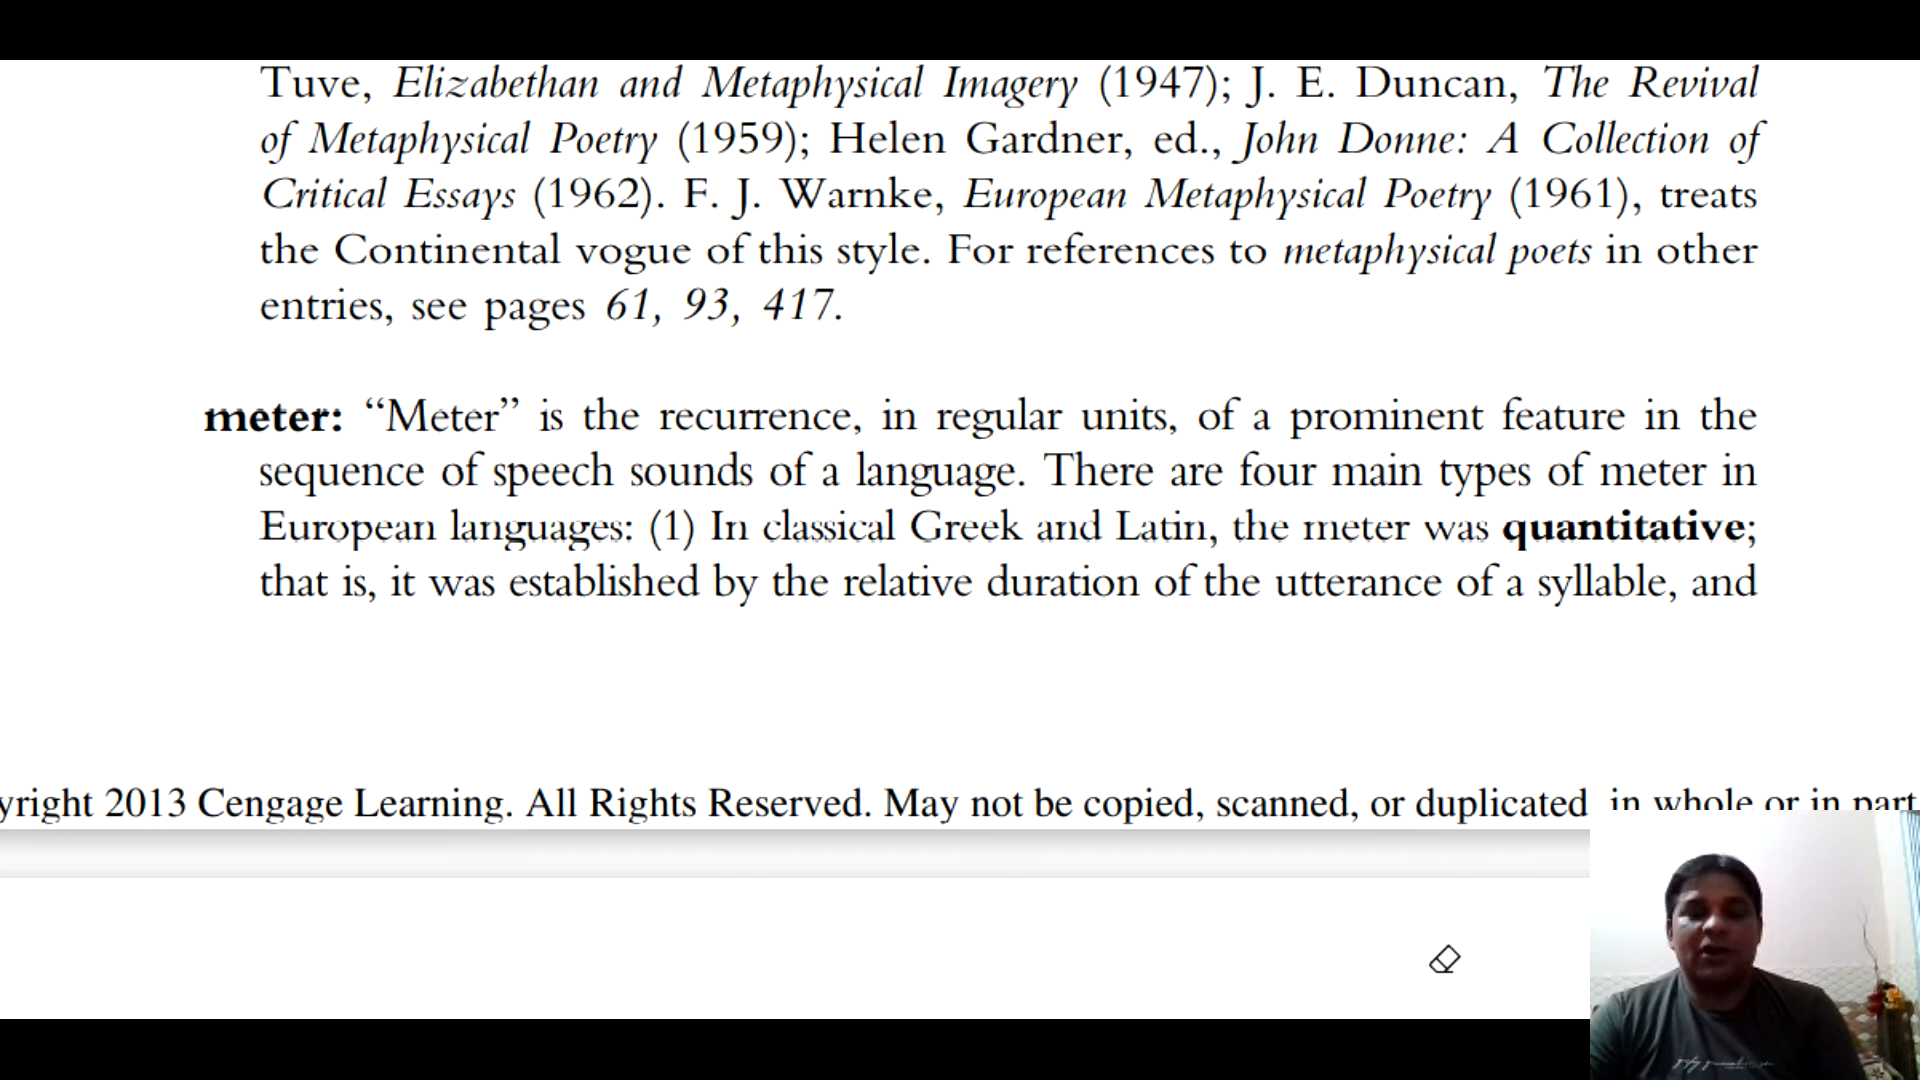 Tuve, Elizabethan and Metaphysical Imagery (1947); J. E. Duncan, The Revival
of Metaphysical Poetry (1959); Helen Gardner, ed., John Donne: A Collection of
Critical Essays (1962). F. J. Warnke, European Metaphysical Poetry (1961), treats
the Continental vogue of this style. For references to metaphysical poets in other
entries, see pages 61, 93, 417.
meter: “Meter” is the recurrence, in regular units, of a prominent feature in the
sequence of speech sounds of a language. There are four main types of meter in
European languages: (1) In classical Greek and Latin, the meter was quantitative;
that is, it was established by the relative duration of the utterance of a syllable, and
yright 2013 Cengage Learning. All Rights Reserved. May not be copied, scanned, or duplicated in whole or in part